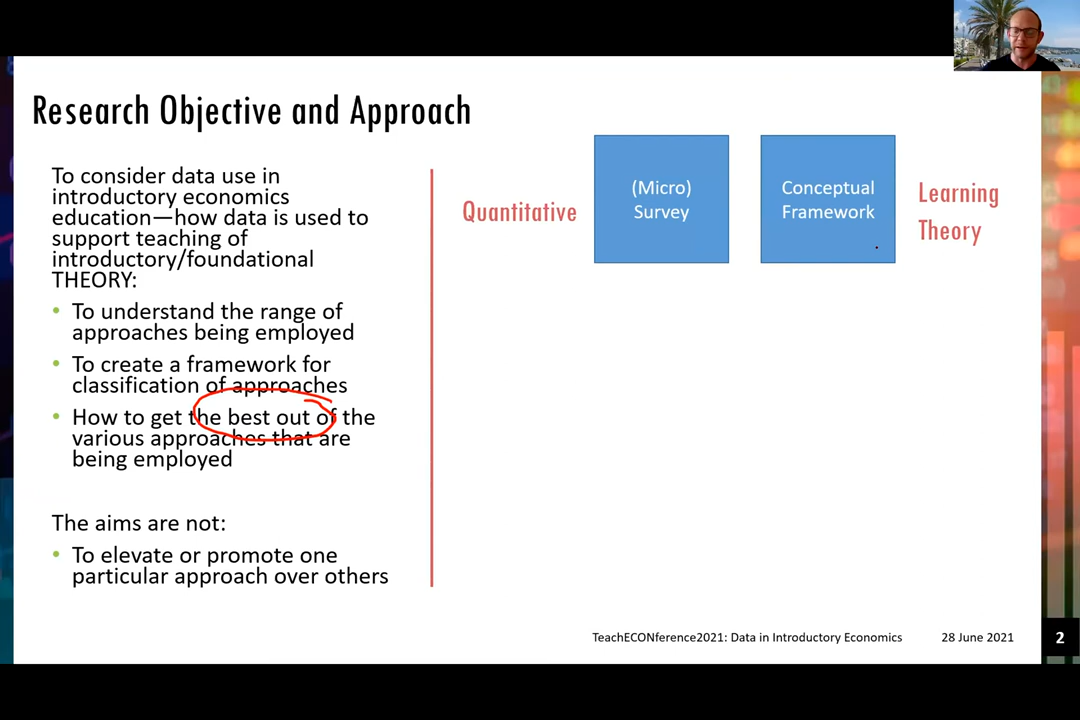 Research Objective and Approach
To consider data use in
introductory economics
education—how data is used to
support teaching of
introductory/foundational
THEORY:
• To understand the range of
approaches being employed
• To create a framework for
classification of approaches
• How to get the best out of the
various approaches that are
being employed
The aims are not:
• To elevate or promote one
particular approach over others
Quantitative
(Micro)
Survey
Conceptual
Framework
Learning
Theory
TeachECONference2021: Data in Introductory Economics
28 June 2021
2